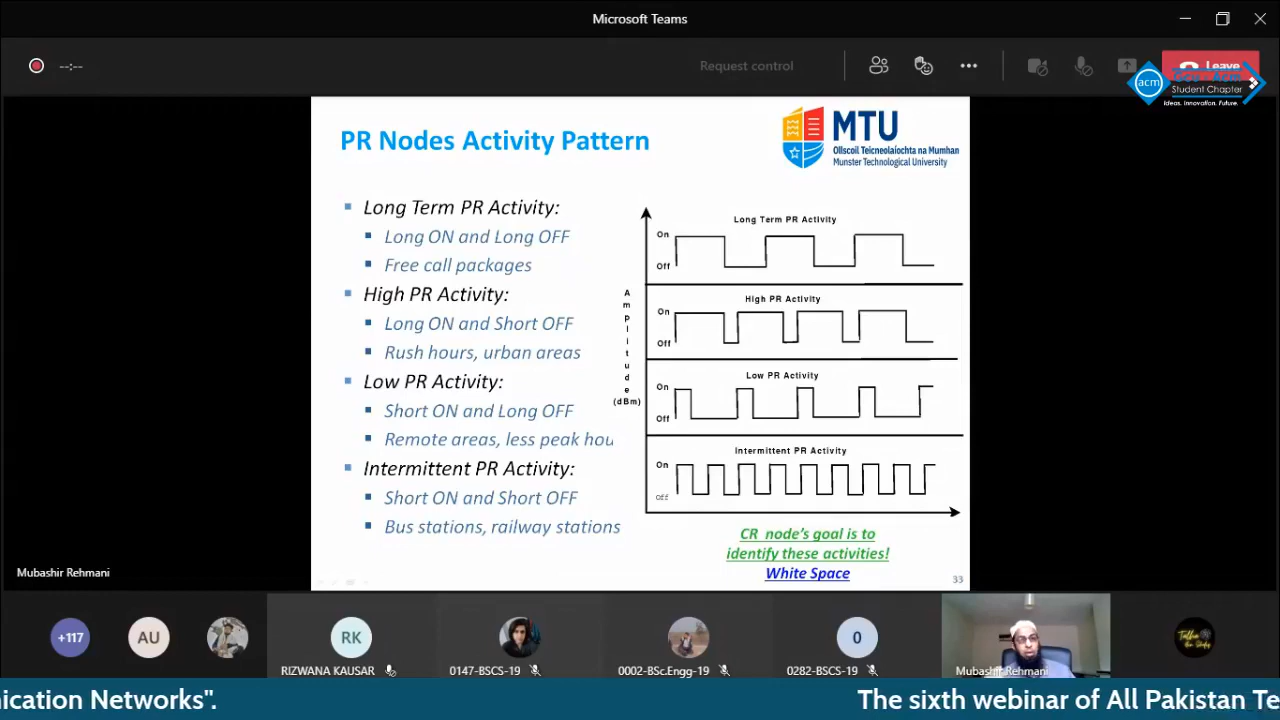 Microsoft Teams
--:--
Request control
Leave
acm
Student Chapter
Ideas. Innovation. Future.
PR Nodes Activity Pattern
MTU
Ollscoil Teicneolaíochta na Mumhan
Munster Technological University
Long Term PR Activity:
Long ON and Long OFF
Free call packages
High PR Activity:
Long ON and Short OFF
Rush hours, urban areas
Low PR Activity:
Short ON and Long OFF
Remote areas, less peak hou
Intermittent PR Activity:
Short ON and Short OFF
Bus stations, railway stations
Amplitude
(dBm)
Long Term PR Activity
On
Off
High PR Activity
On
Off
Low PR Activity
On
Off
Intermittent PR Activity
On
Off
CR node's goal is to
identify these activities!
White Space
33
Mubashir Rehmani
+117
AU
RK
RIZWANA KAUSAR
0147-BSCS-19
0002-BSc.Engg-19
0
0282-BSCS-19
Mubashir Rehmani
nication Networks".
The sixth webinar of All Pakistan Te